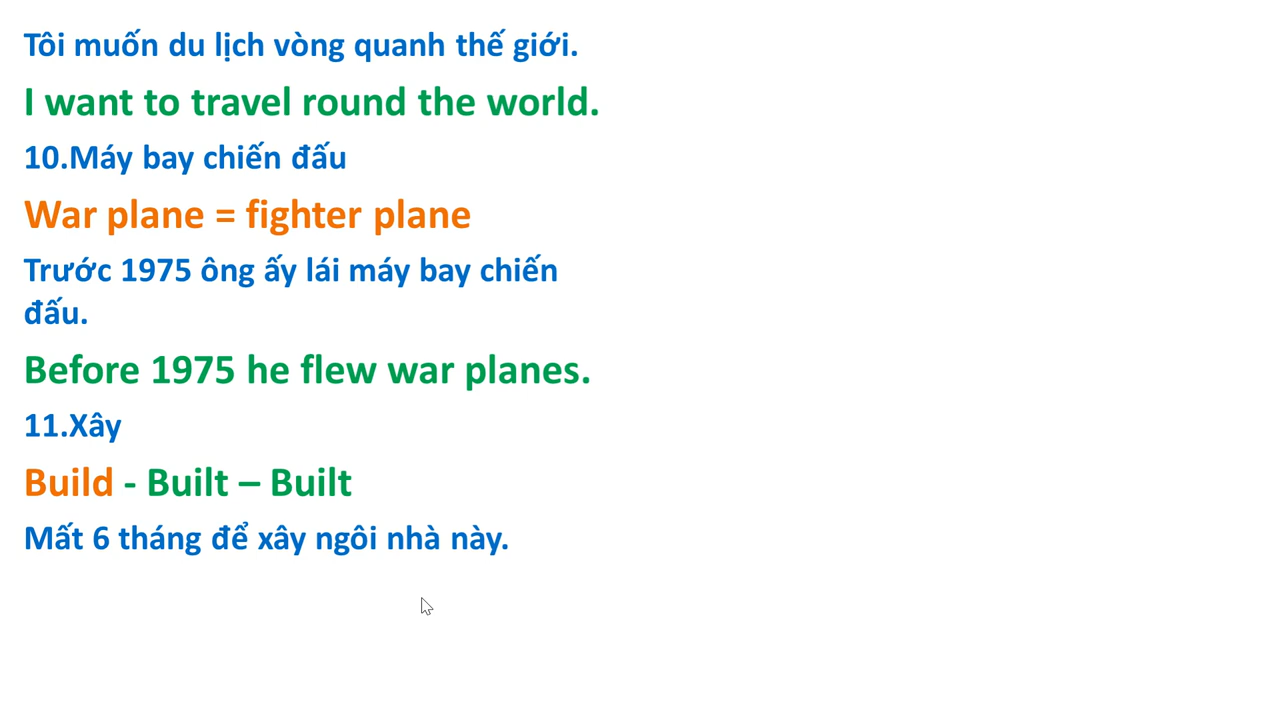 Tôi muốn du lịch vòng quanh thế giới.
I want to travel round the world.
10.Máy bay chiến đấu
War plane = fighter plane
Trước 1975 ông ấy lái máy bay chiến
đấu.
Before 1975 he flew war planes.
11.Xây
Build - Built – Built
Mất 6 tháng để xây ngôi nhà này.